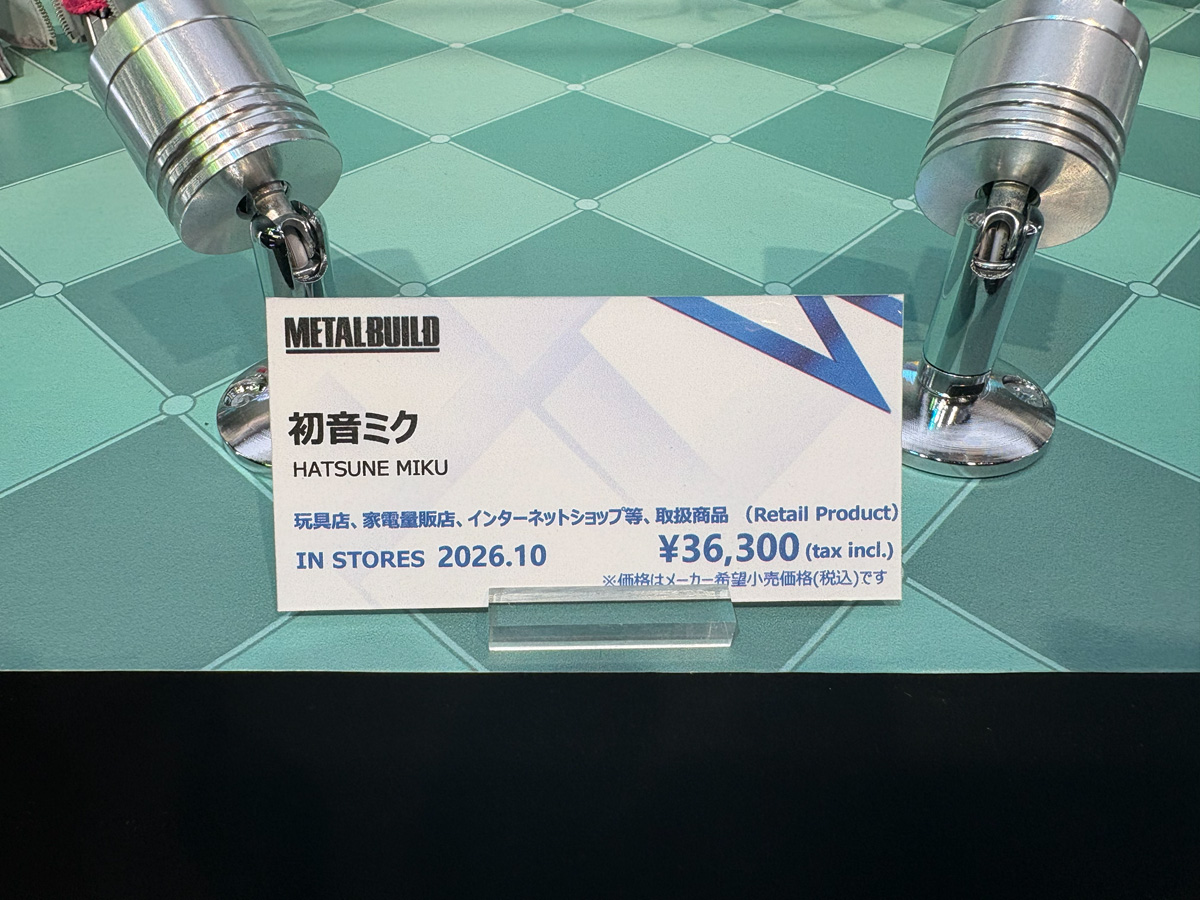 METALBUILD
初音ミク
HATSUNE MIKU
玩具店、家電量販店、インターネットショップ等、取扱商品 （Retail Product）
IN STORES 2026.10 ¥36,300 (tax incl.)
※価格はメーカー希望小売価格(税込)です